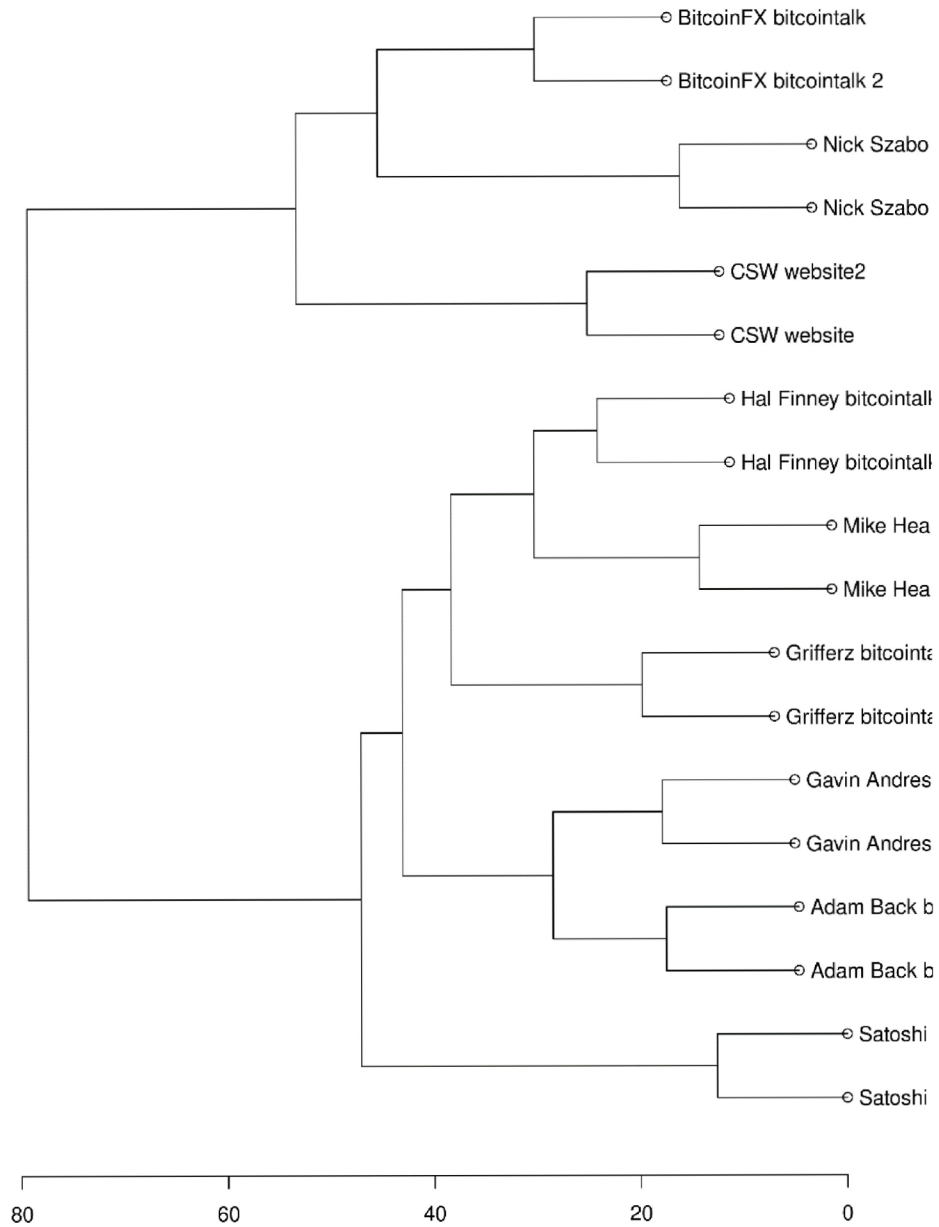 BitcoinFX bitcointalk
BitcoinFX bitcointalk 2
Nick Szabo
Nick Szabo
CSW website2
CSW website
Hal Finney bitcointalk
Hal Finney bitcointalk
Mike Hea
Mike Hea
Grifferz bitcointa
Grifferz bitcointa
Gavin Andres
Gavin Andres
Adam Back b
Adam Back b
Satoshi
Satoshi
80 60 40 20 0